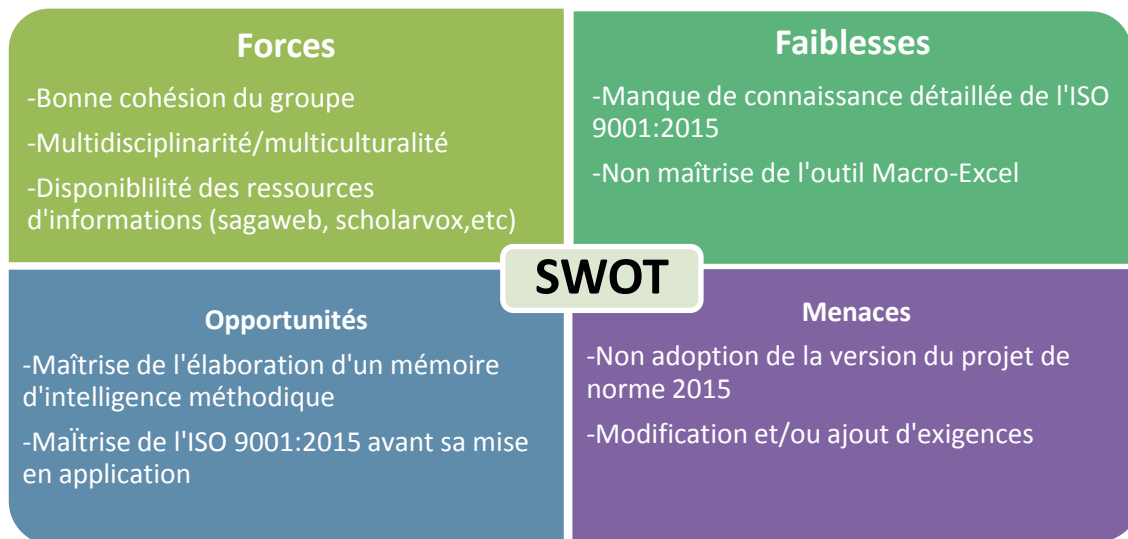 Forces
-Bonne cohésion du groupe
-Multidisciplinarité/multiculturalité
-Disponiblilité des ressources
d'informations (sagaweb, scholarvox,etc)
Faiblesses
-Manque de connaissance détaillée de l'ISO
9001:2015
-Non maîtrise de l'outil Macro-Excel
SWOT
Opportunités
-Maîtrise de l'élaboration d'un mémoire
d'intelligence méthodique
-MaÏtrise de l'ISO 9001:2015 avant sa mise
en application
Menaces
-Non adoption de la version du projet de
norme 2015
-Modification et/ou ajout d'exigences